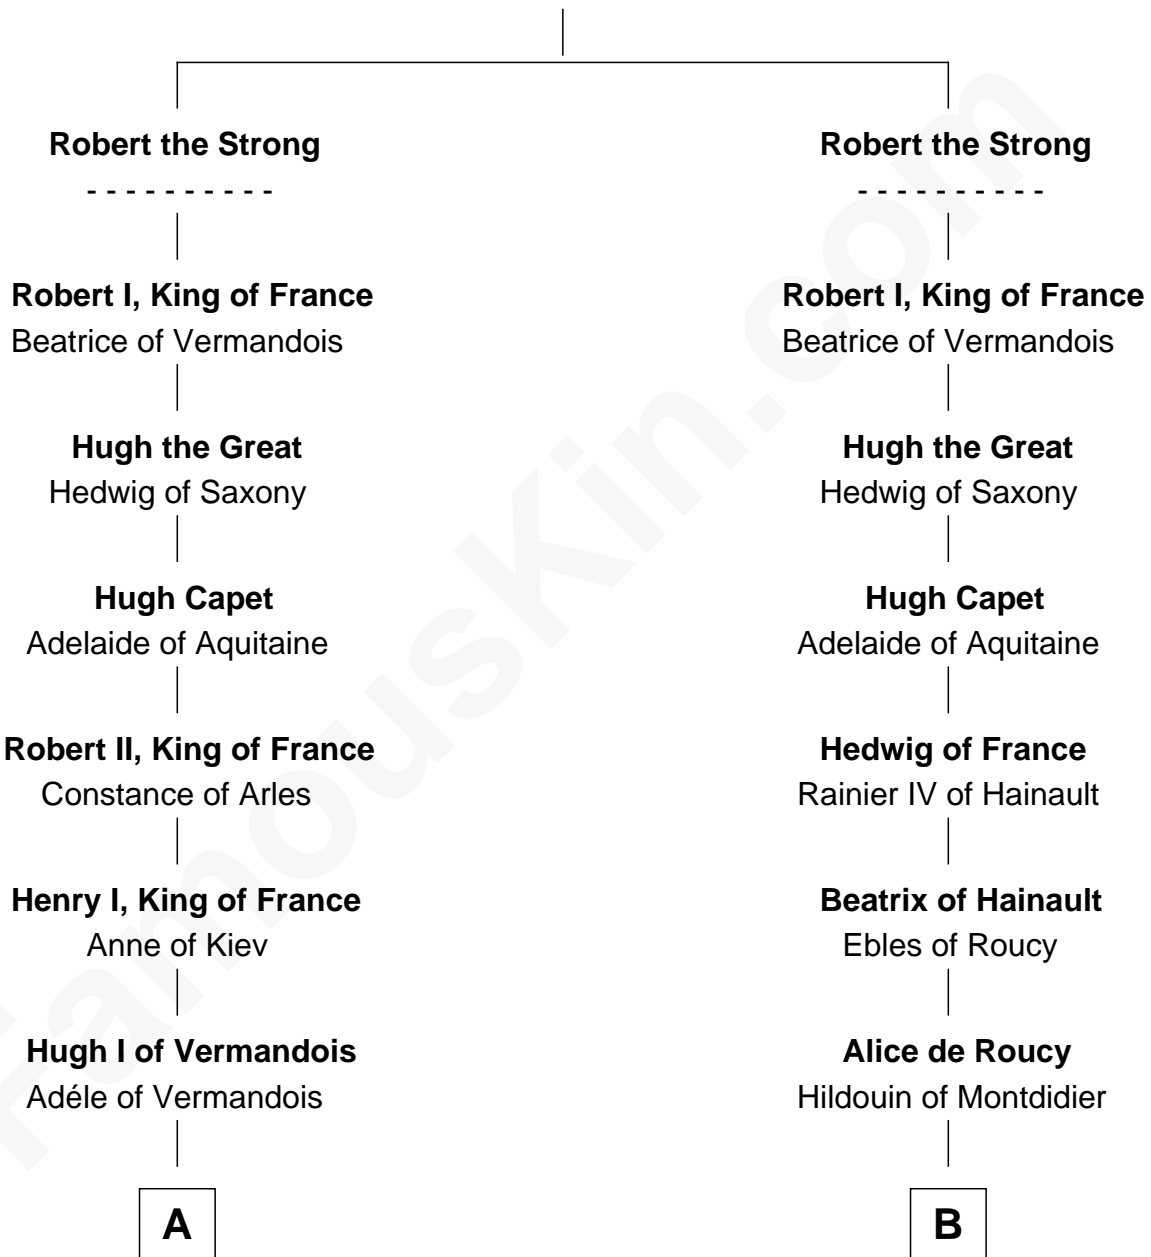 Robert the Strong
- - - - - - - - - -
Robert I, King of France
Beatrice of Vermandois
Hugh the Great
Hedwig of Saxony
Hugh Capet
Adelaide of Aquitaine
Robert II, King of France
Constance of Arles
Henry I, King of France
Anne of Kiev
Hugh I of Vermandois
Adéle of Vermandois
A
Robert the Strong
- - - - - - - - - -
Robert I, King of France
Beatrice of Vermandois
Hugh the Great
Hedwig of Saxony
Hugh Capet
Adelaide of Aquitaine
Hedwig of France
Rainier IV of Hainault
Beatrix of Hainault
Ebles of Roucy
Alice de Roucy
Hildouin of Montdidier
B
FamousKin.com